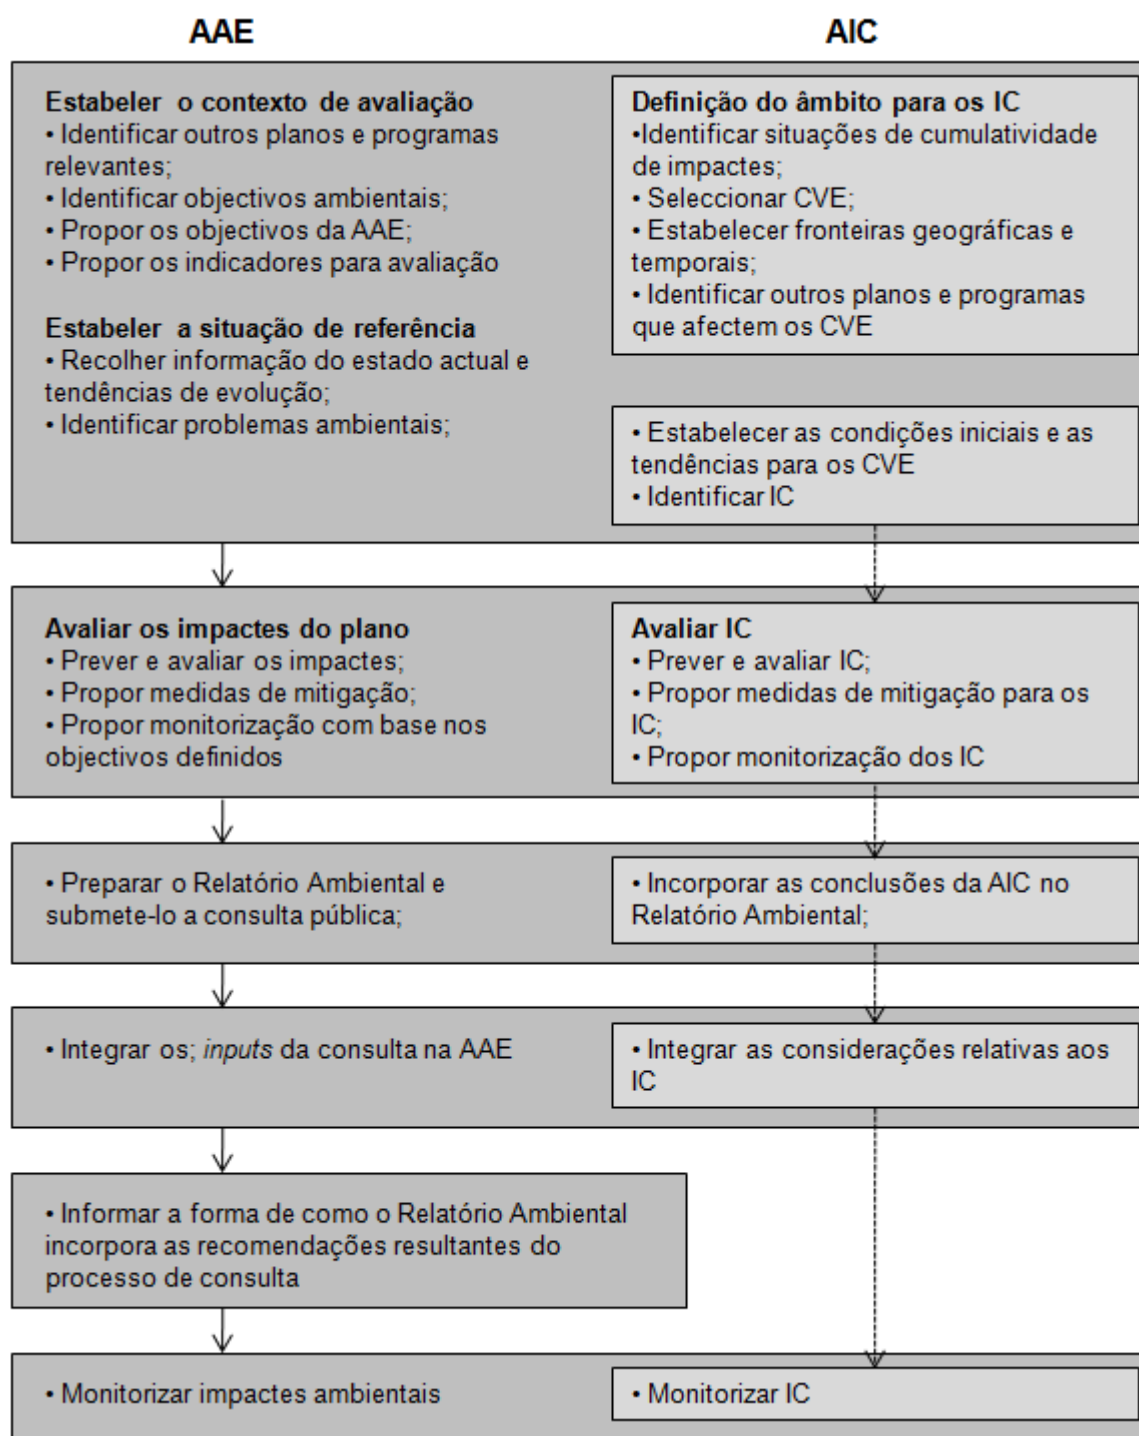 AAE
AIC
Estabeler o contexto de avaliação
• Identificar outros planos e programas
relevantes;
• Identificar objectivos ambientais;
• Propor os objectivos da AAE;
• Propor os indicadores para avaliação
Estabeler a situação de referência
• Recolher informação do estado actual e
tendências de evolução;
• Identificar problemas ambientais;
Definição do âmbito para os IC
•Identificar situações de cumulatividade
de impactes;
• Seleccionar CVE;
• Estabelecer fronteiras geográficas e
temporais;
• Identificar outros planos e programas
que afectem os CVE
• Estabelecer as condições iniciais e as
tendências para os CVE
• Identificar IC
Avaliar os impactes do plano
• Prever e avaliar os impactes;
• Propor medidas de mitigação;
• Propor monitorização com base nos
objectivos definidos
Avaliar IC
• Prever e avaliar IC;
• Propor medidas de mitigação para os
IC;
• Propor monitorização dos IC
• Preparar o Relatório Ambiental e
submete-lo a consulta pública;
• Incorporar as conclusões da AIC no
Relatório Ambiental;
• Integrar os; inputs da consulta na AAE
• Integrar as considerações relativas aos
IC
• Informar a forma de como o Relatório Ambiental
incorpora as recomendações resultantes do
processo de consulta
• Monitorizar impactes ambientais
• Monitorizar IC